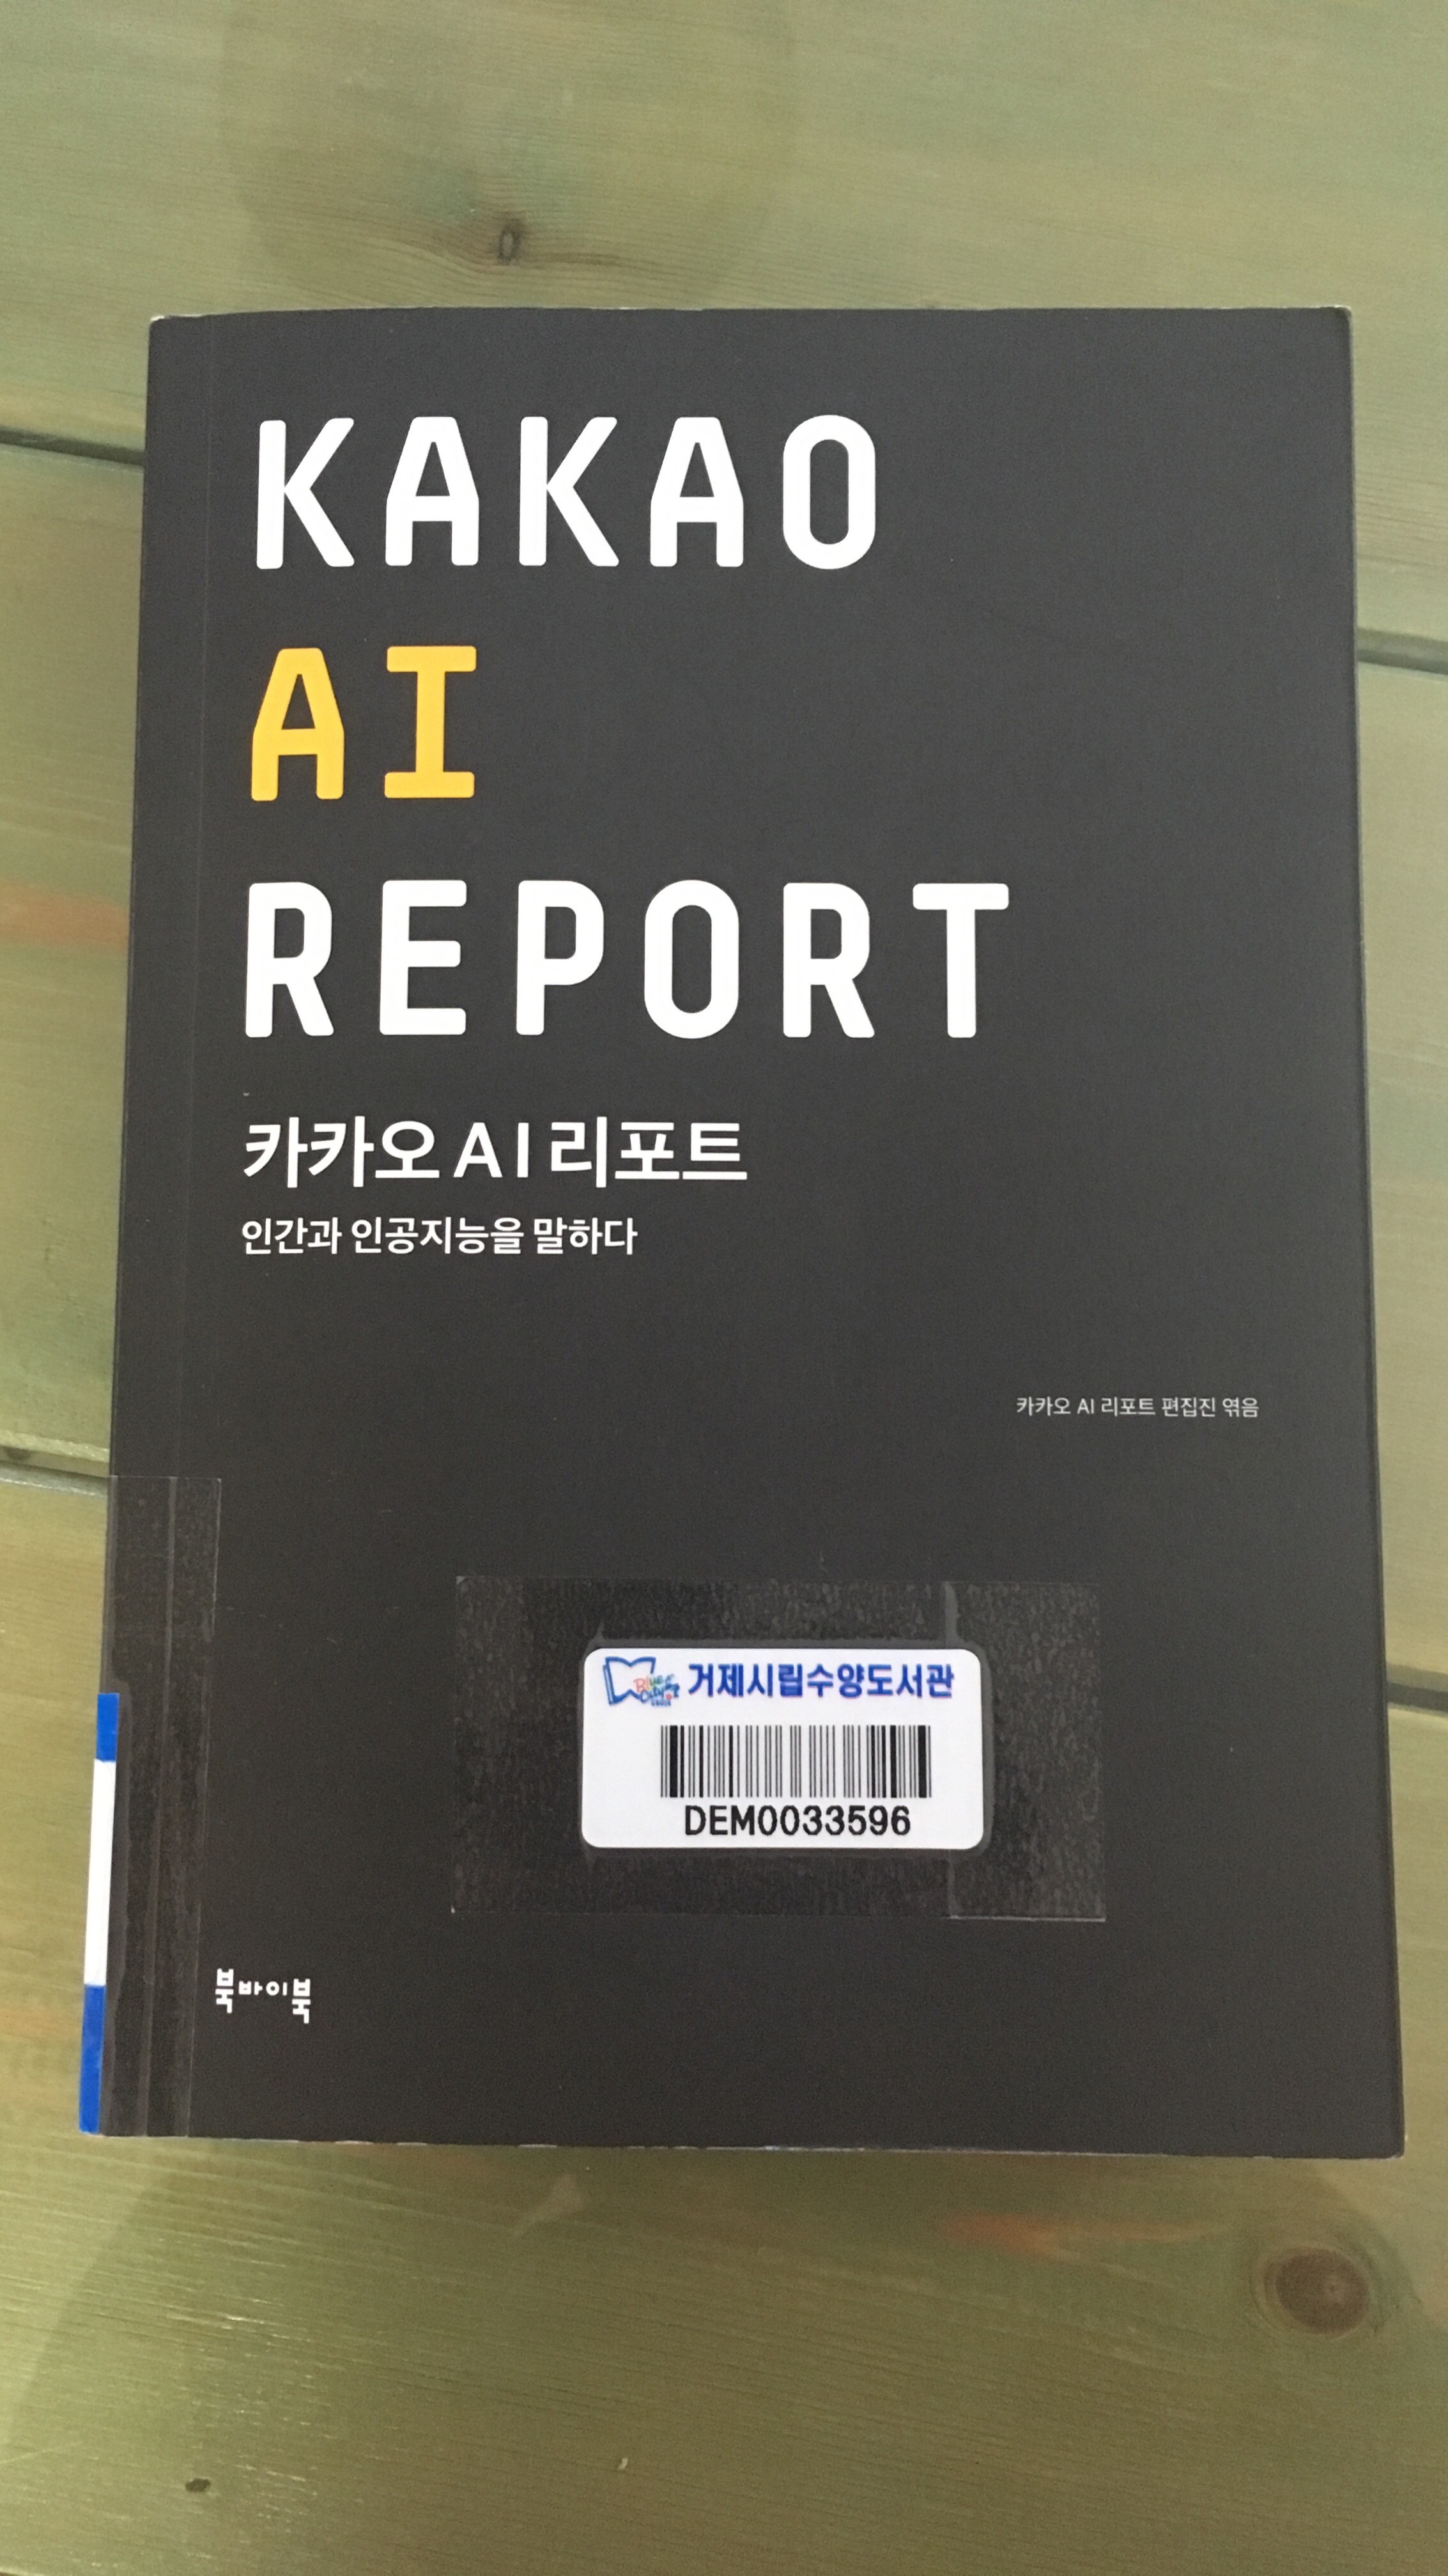 KAKAO
AI
REPORT
카카오 AI 리포트
인간과 인공지능을 말하다
카카오 AI 리포트 편집진 엮음
거제시립수양도서관
DEM0033596
북바이북